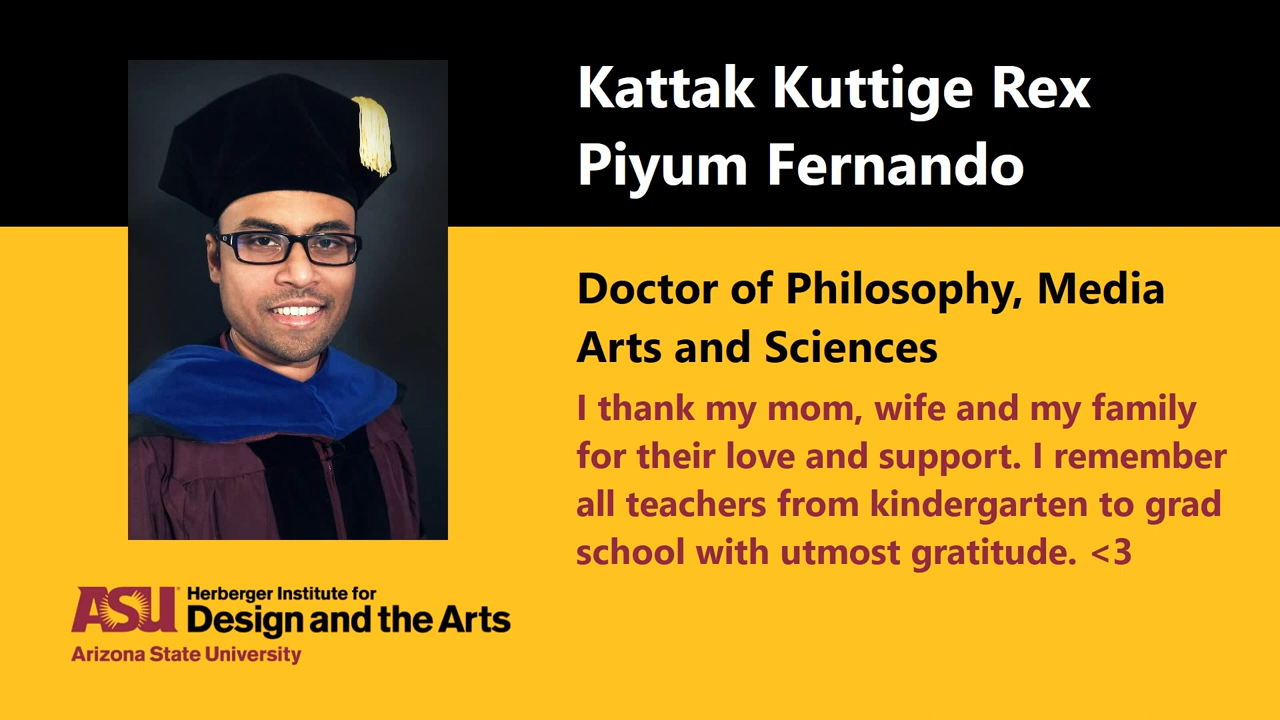 Kattak Kuttige Rex
Piyum Fernando
Doctor of Philosophy, Media
Arts and Sciences
I thank my mom, wife and my family
for their love and support. I remember
all teachers from kindergarten to grad
school with utmost gratitude. <3
ASU Herberger Institute for
Design and the Arts
Arizona State University